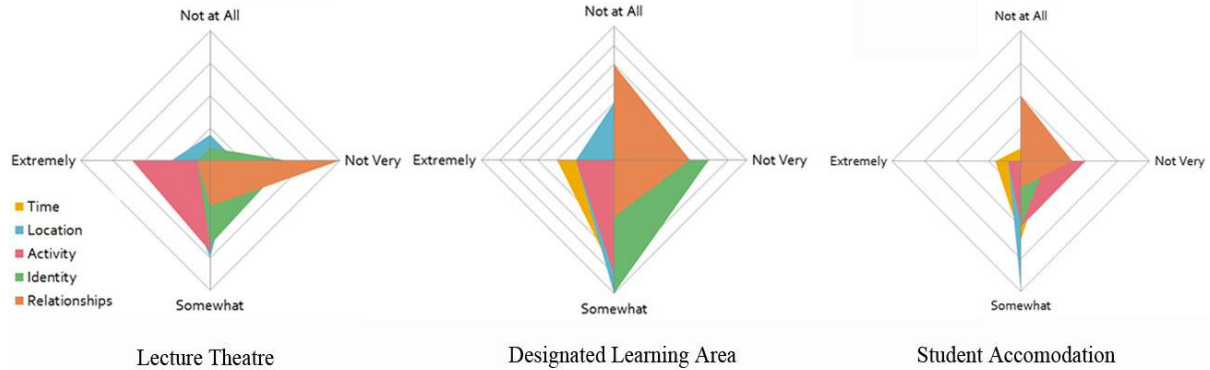 Not at All
Extremely
Not Very
Somewhat
Time
Location
Activity
Identity
Relationships
Lecture Theatre
Not at All
Extremely
Not Very
Somewhat
Designated Learning Area
Not at All
Extremely
Not Very
Somewhat
Student Accomodation